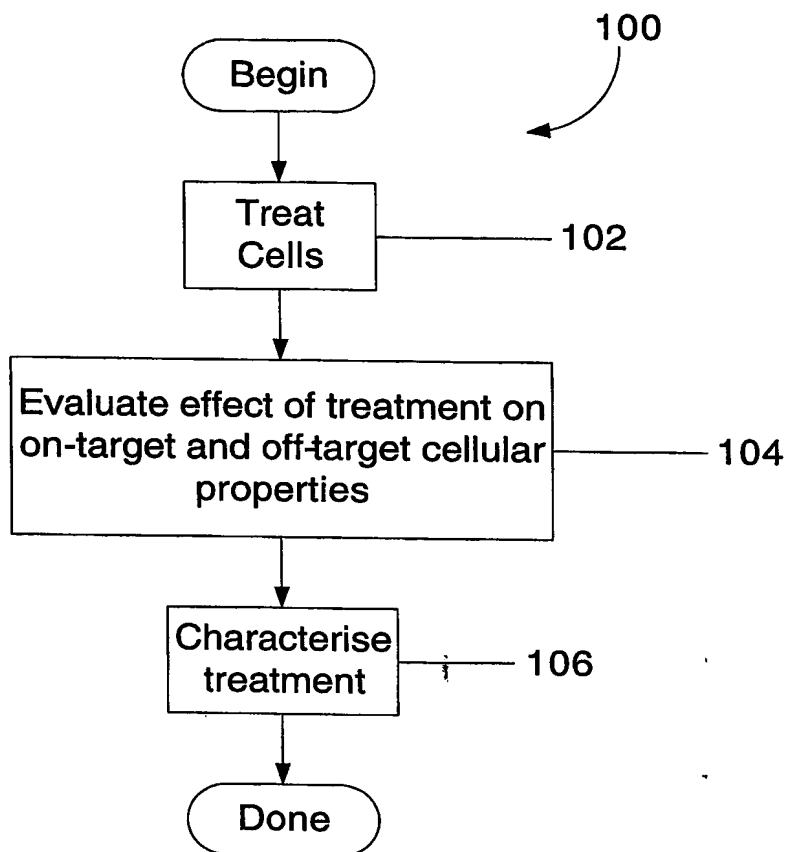 100
Begin
Treat
Cells
102
Evaluate effect of treatment on
on-target and off-target cellular
properties
104
Characterise
treatment
106
Done